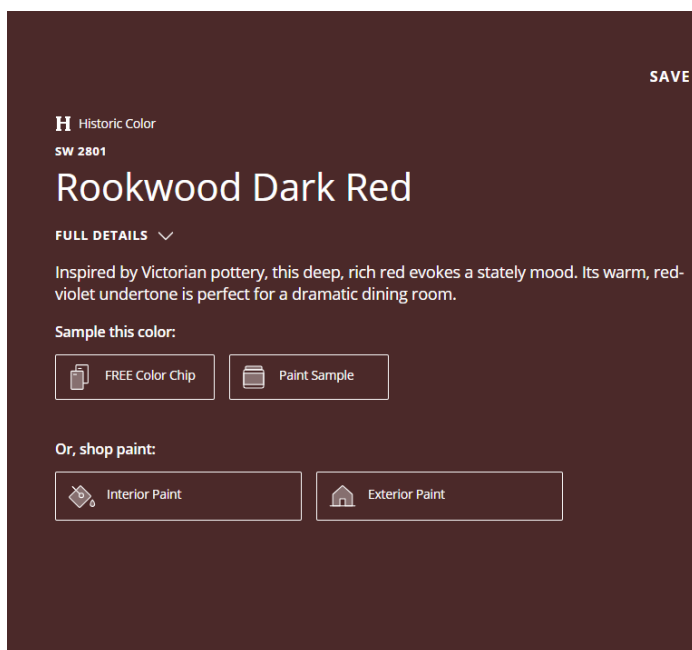 SAVE
H Historic Color
SW 2801
Rookwood Dark Red
FULL DETAILS
Inspired by Victorian pottery, this deep, rich red evokes a stately mood. Its warm, red-
violet undertone is perfect for a dramatic dining room.
Sample this color:
FREE Color Chip
Paint Sample
Or, shop paint:
Interior Paint
Exterior Paint